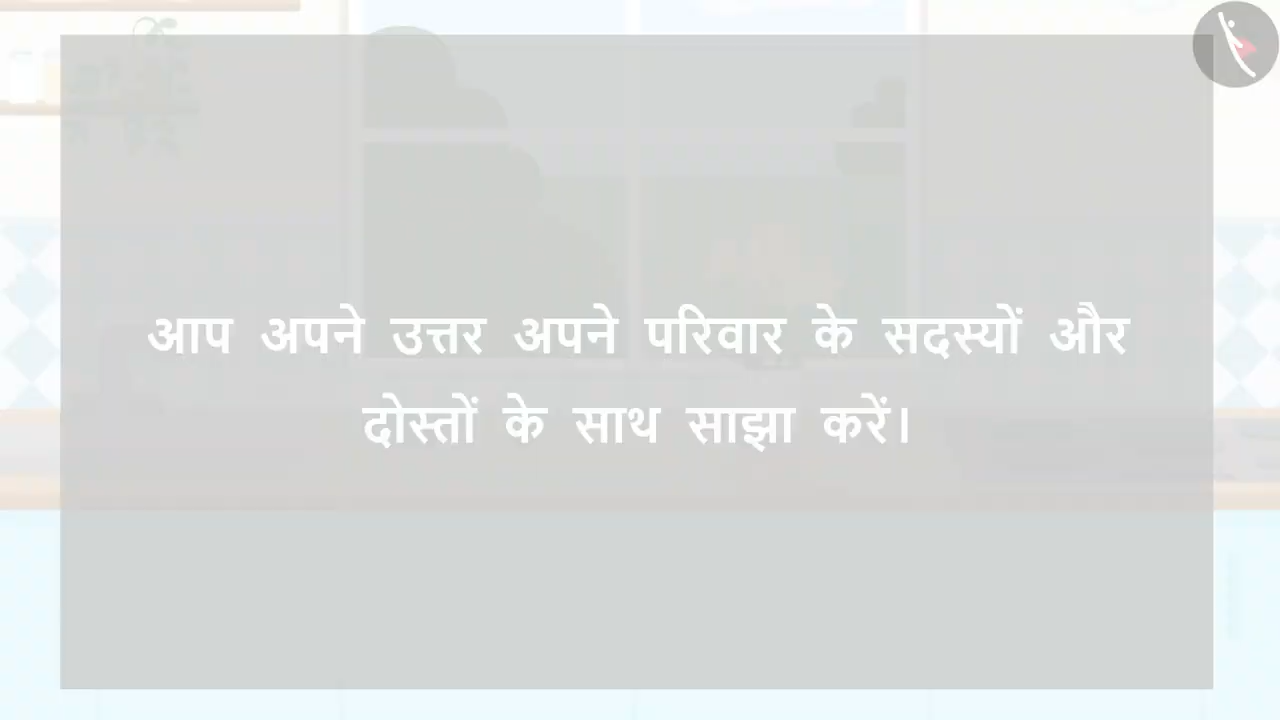 आप अपने उत्तर अपने परिवार के सदस्यों और
दोस्तों के साथ साझा करें।